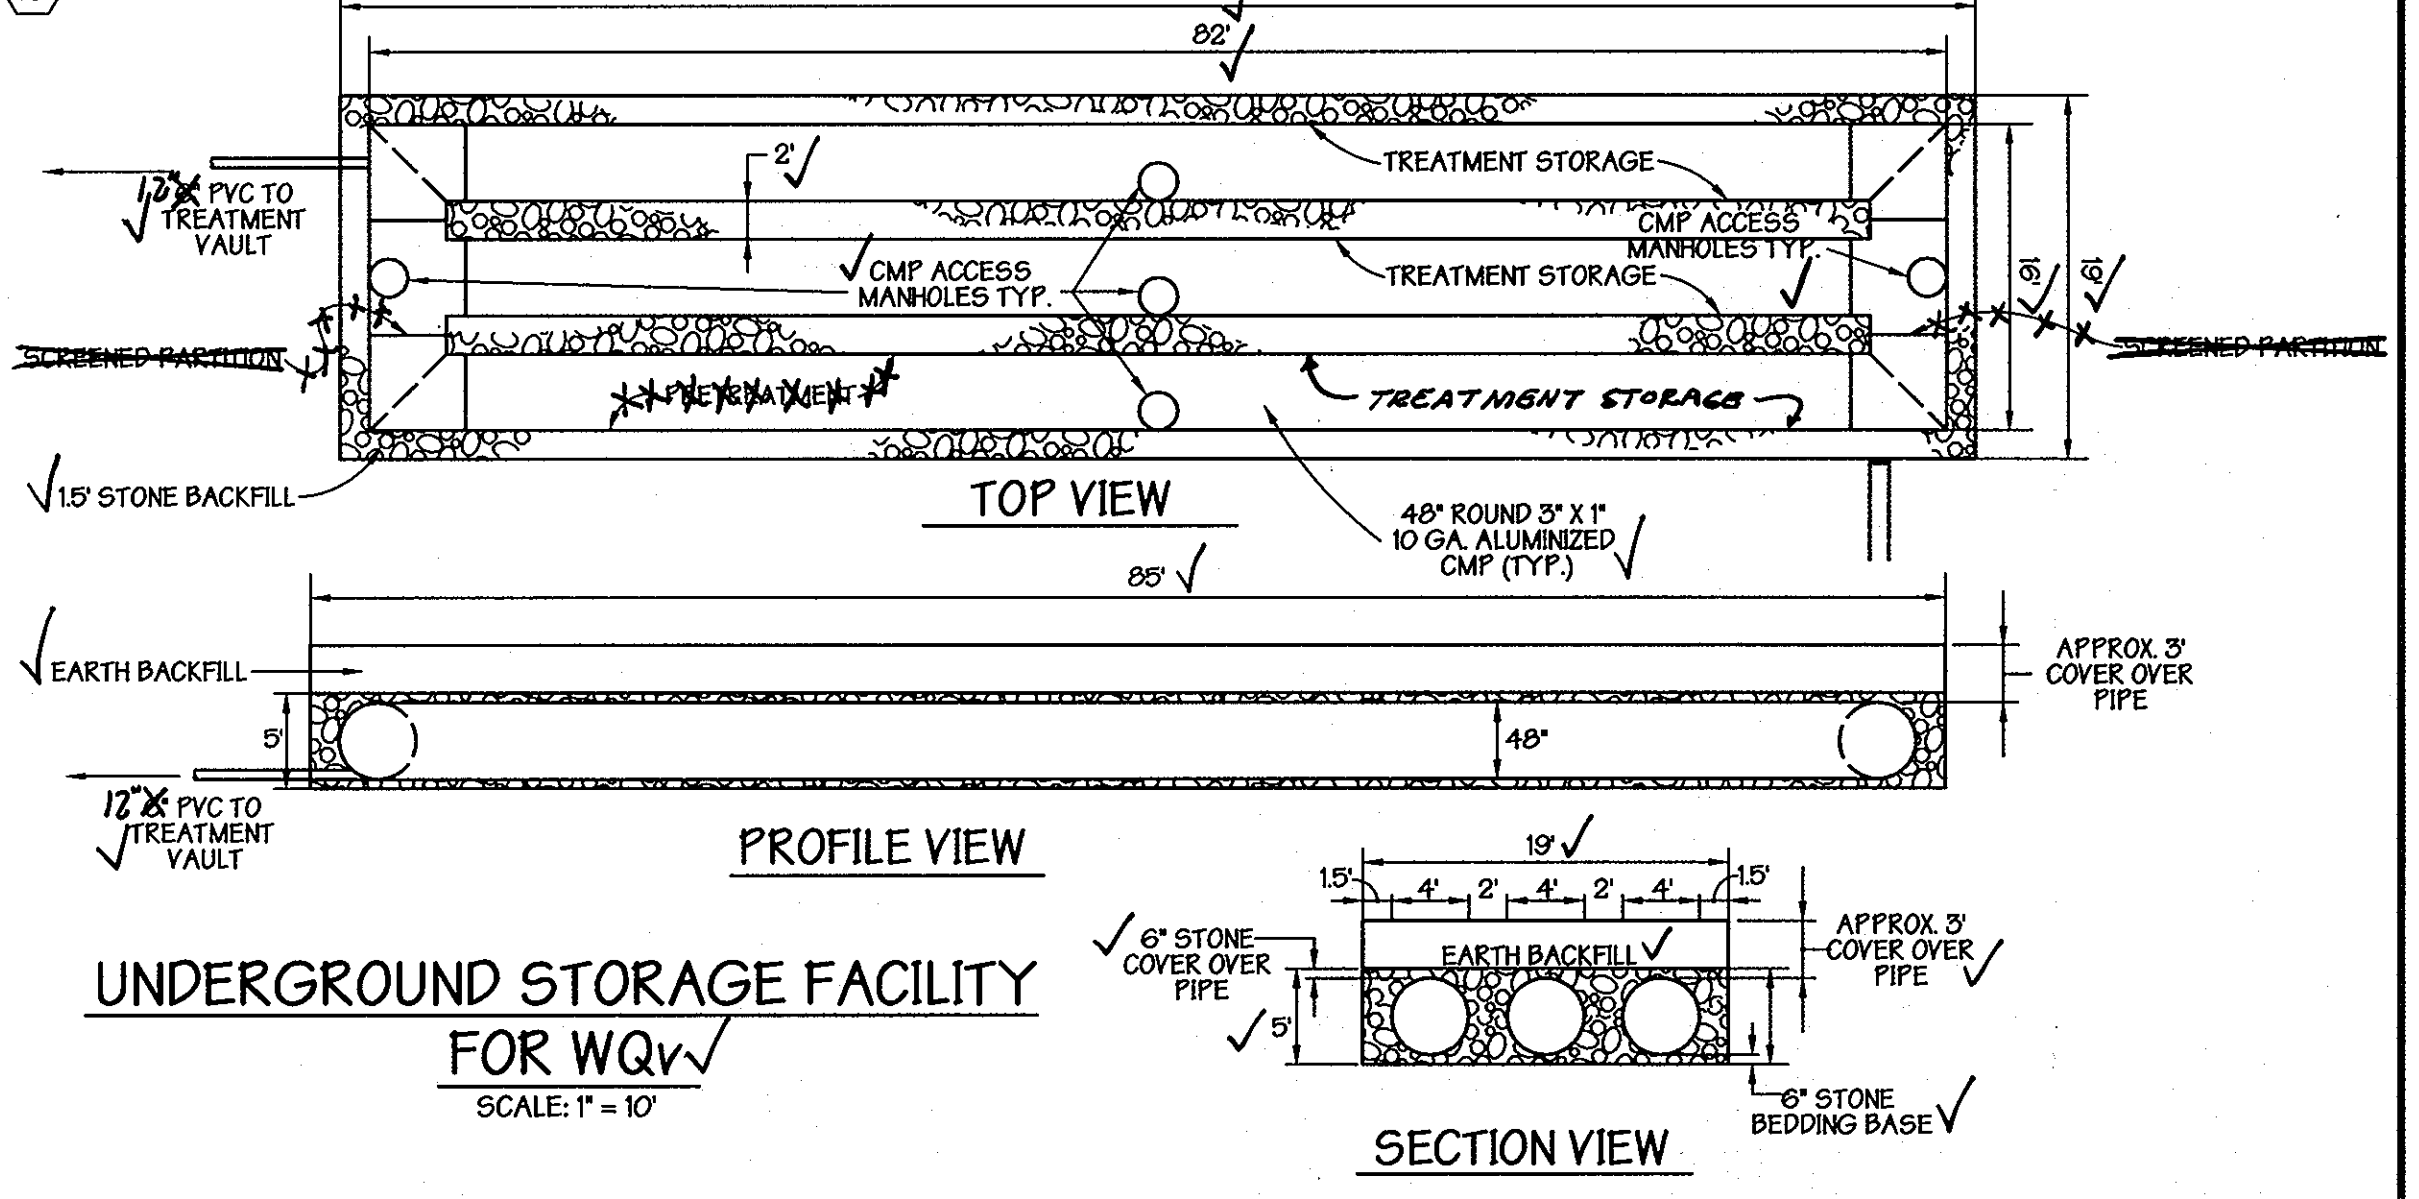 82'
2'
TREATMENT STORAGE
12" PVC TO
TREATMENT
VAULT
CMP ACCESS
MANHOLES TYP.
CMP ACCESS
MANHOLES TYP.
TREATMENT STORAGE
16'
19'
SCREENED PARTITION
SCREENED PARTITION
PRETREATMENT
TREATMENT STORAGE
1.5' STONE BACKFILL
TOP VIEW
48" ROUND 3" X 1"
10 GA. ALUMINIZED
CMP (TYP.)
85'
EARTH BACKFILL
APPROX. 3'
COVER OVER
PIPE
5'
48"
12" PVC TO
TREATMENT
VAULT
PROFILE VIEW
19'
1.5'
4'
2'
4'
2'
4'
1.5'
6" STONE
COVER OVER
PIPE
EARTH BACKFILL
APPROX. 3'
COVER OVER
PIPE
5'
6" STONE
BEDDING BASE
SECTION VIEW
UNDERGROUND STORAGE FACILITY
FOR WQv
SCALE: 1" = 10'